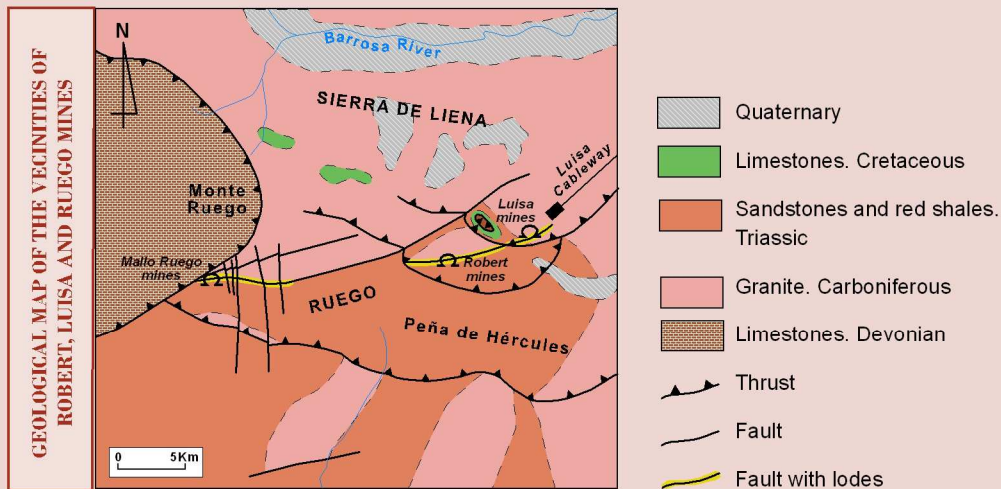 GEOLOGICAL MAP OF THE VECINITIES OF
ROBERT, LUISA AND RUEGO MINES
N
Barrosa River
SIERRA DE LIENA
Luisa
Cableway
Monte
Ruego
Luisa
mines
Mallo Ruego
mines
Robert
mines
RUEGO
Peña de Hércules
0 5Km
Quaternary
Limestones. Cretaceous
Sandstones and red shales.
Triassic
Granite. Carboniferous
Limestones. Devonian
Thrust
Fault
Fault with lodes